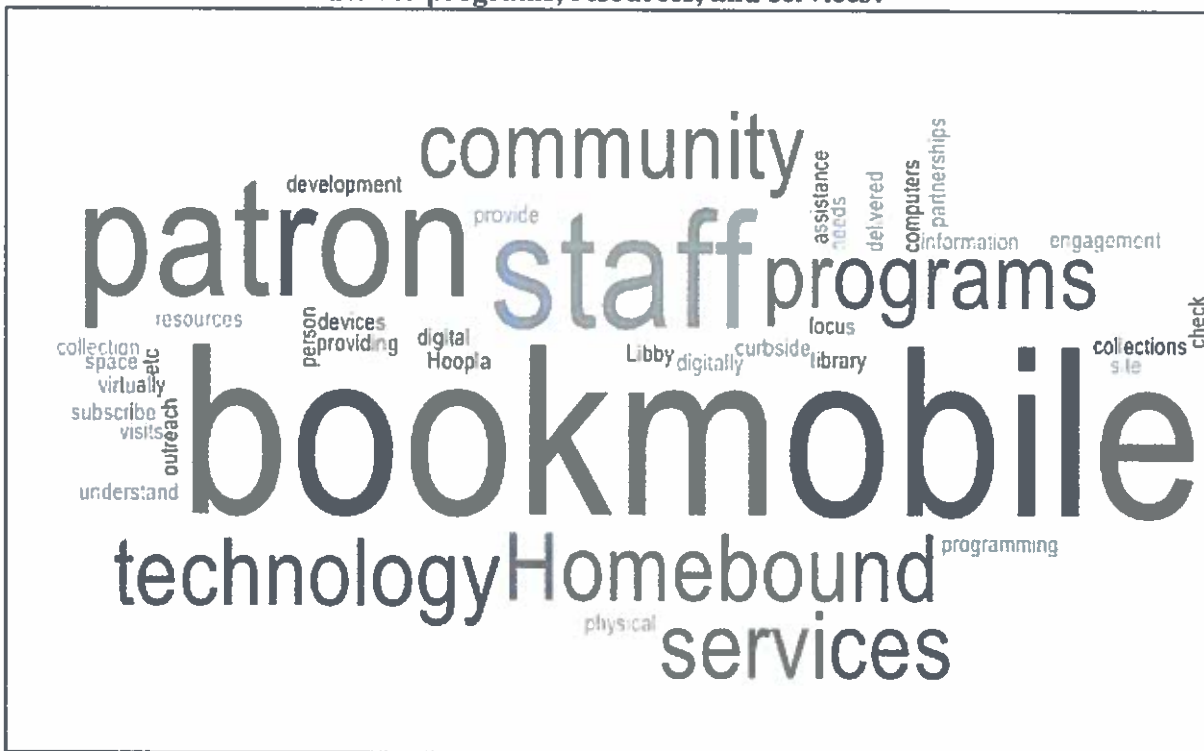 programs, resources, and services?
community
development
partnerships
assistance
needs
delivered
computers
patron
provide
staff
information
engagement
programs
resources
person
devices
providing
digital
Hoopla
focus
Libby
digitally
curbside
library
check
collections
site
collection
space
etc
virtually
subscribe
visits
outreach
understand
bookmobile
technology
Homebound
programming
physical
services